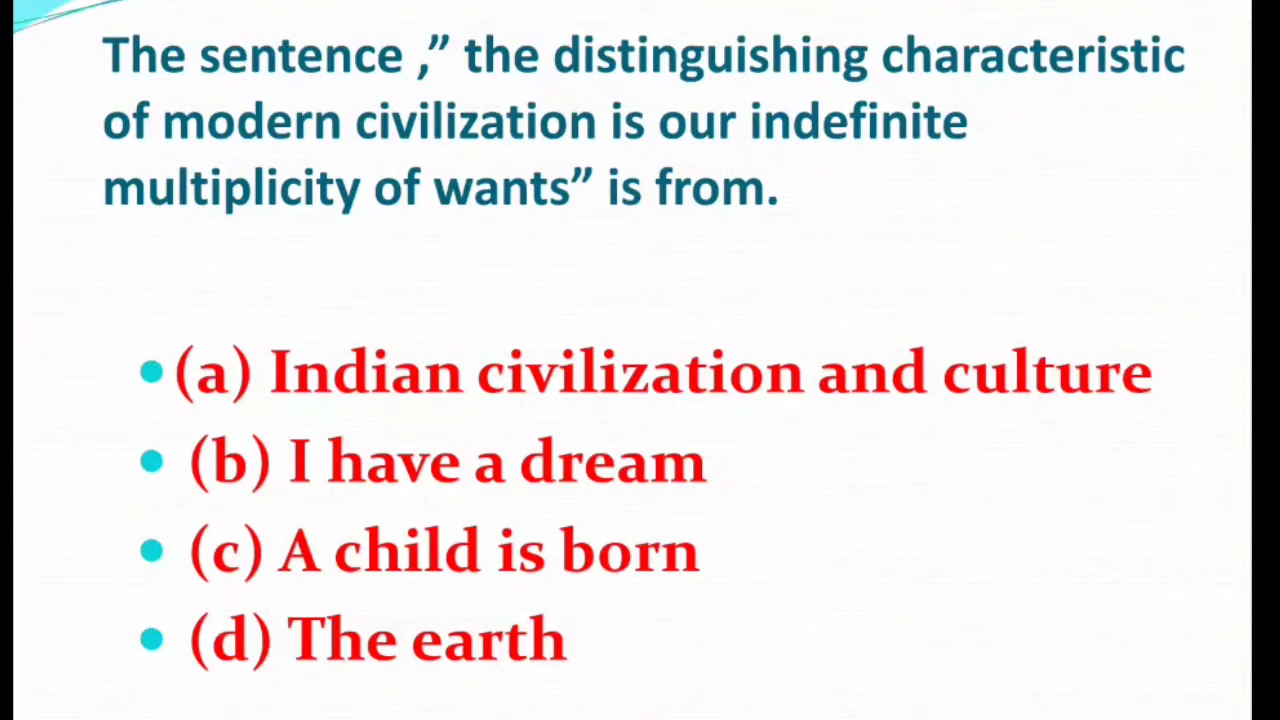 The sentence ,” the distinguishing characteristic
of modern civilization is our indefinite
multiplicity of wants” is from.
• (a) Indian civilization and culture
• (b) I have a dream
• (c) A child is born
• (d) The earth